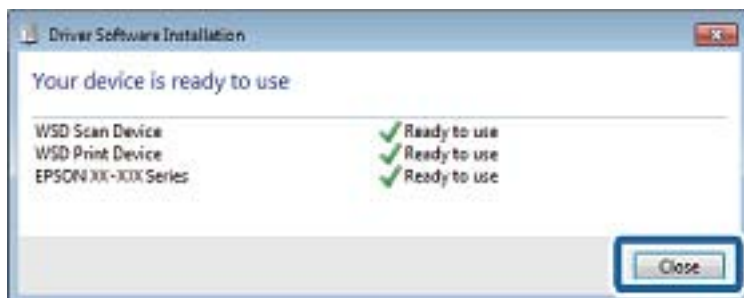 Driver Software Installation
Your device is ready to use
WSD Scan Device Ready to use
WSD Print Device Ready to use
EPSON XX-XXX Series Ready to use
Close